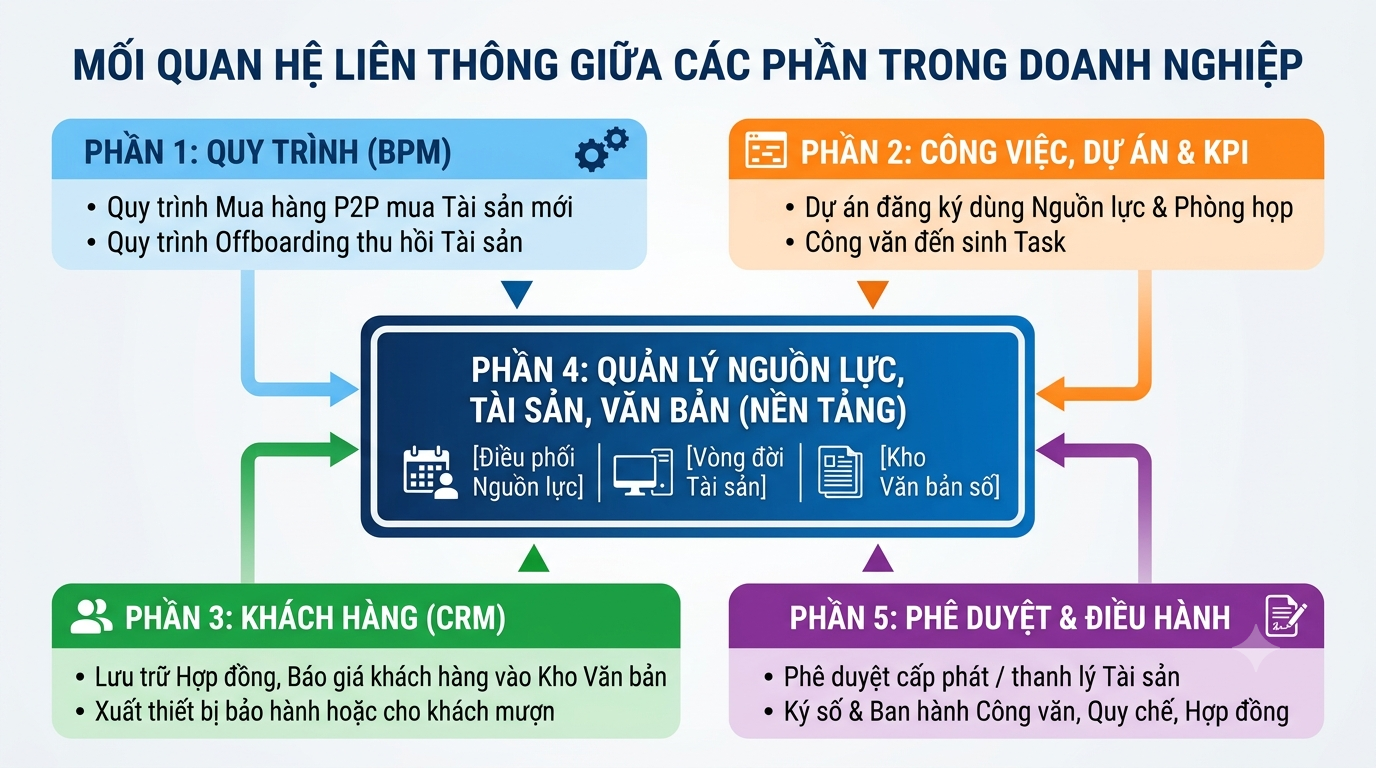 MỐI QUAN HỆ LIÊN THÔNG GIỮA CÁC PHẦN TRONG DOANH NGHIỆP
PHẦN 1: QUY TRÌNH (BPM)
• Quy trình Mua hàng P2P mua Tài sản mới
• Quy trình Offboarding thu hồi Tài sản
PHẦN 2: CÔNG VIỆC, DỰ ÁN & KPI
• Dự án đăng ký dùng Nguồn lực & Phòng họp
• Công văn đến sinh Task
PHẦN 4: QUẢN LÝ NGUỒN LỰC,
TÀI SẢN, VĂN BẢN (NỀN TẢNG)
[Điều phối
Nguồn lực]
[Vòng đời
Tài sản]
[Kho
Văn bản số]
PHẦN 3: KHÁCH HÀNG (CRM)
• Lưu trữ Hợp đồng, Báo giá khách hàng vào Kho Văn bản
• Xuất thiết bị bảo hành hoặc cho khách mượn
PHẦN 5: PHÊ DUYỆT & ĐIỀU HÀNH
• Phê duyệt cấp phát / thanh lý Tài sản
• Ký số & Ban hành Công văn, Quy chế, Hợp đồng